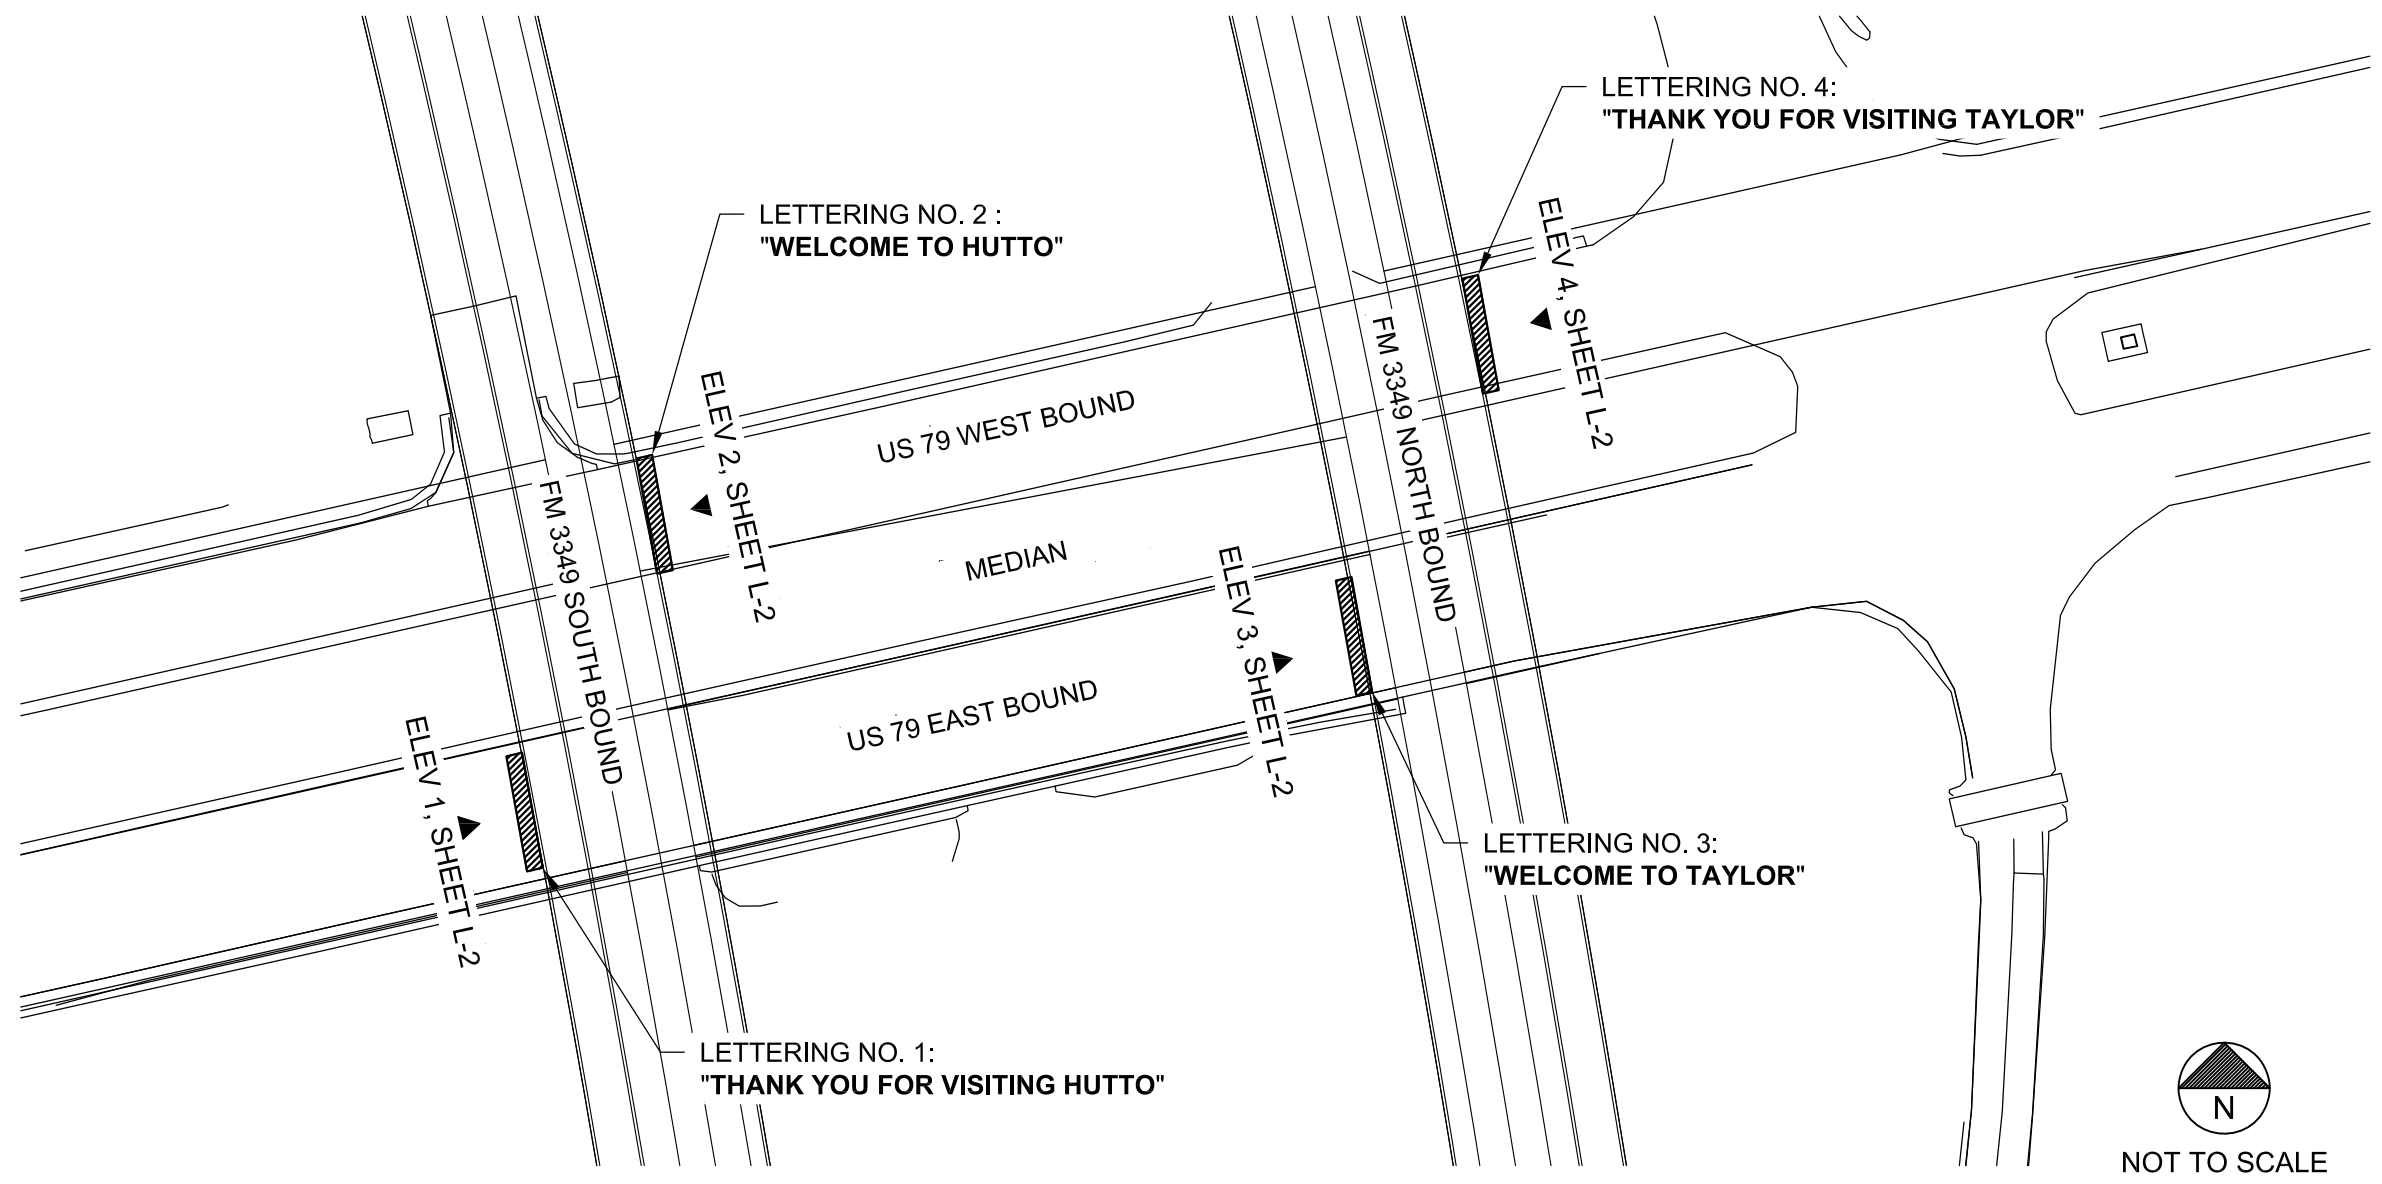 LETTERING NO. 4:
"THANK YOU FOR VISITING TAYLOR"
LETTERING NO. 2 :
"WELCOME TO HUTTO"
ELEV 4, SHEET L-2
FM 3349 NORTH BOUND
ELEV 2, SHEET L-2
US 79 WEST BOUND
FM 3349 SOUTH BOUND
MEDIAN
ELEV 3, SHEET L-2
US 79 EAST BOUND
ELEV 1, SHEET L-2
LETTERING NO. 3:
"WELCOME TO TAYLOR"
LETTERING NO. 1:
"THANK YOU FOR VISITING HUTTO"
N
NOT TO SCALE